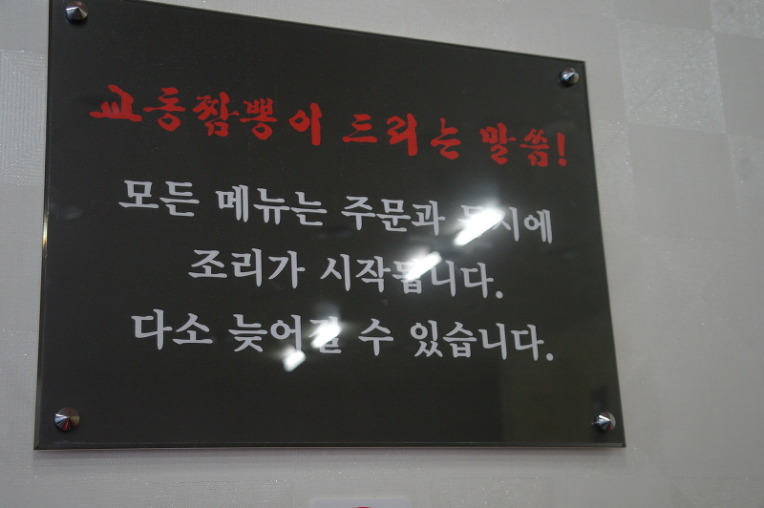 교동짬뽕이 드리는 말씀!
모든 메뉴는 주문과 동시에
조리가 시작됩니다.
다소 늦어질 수 있습니다.